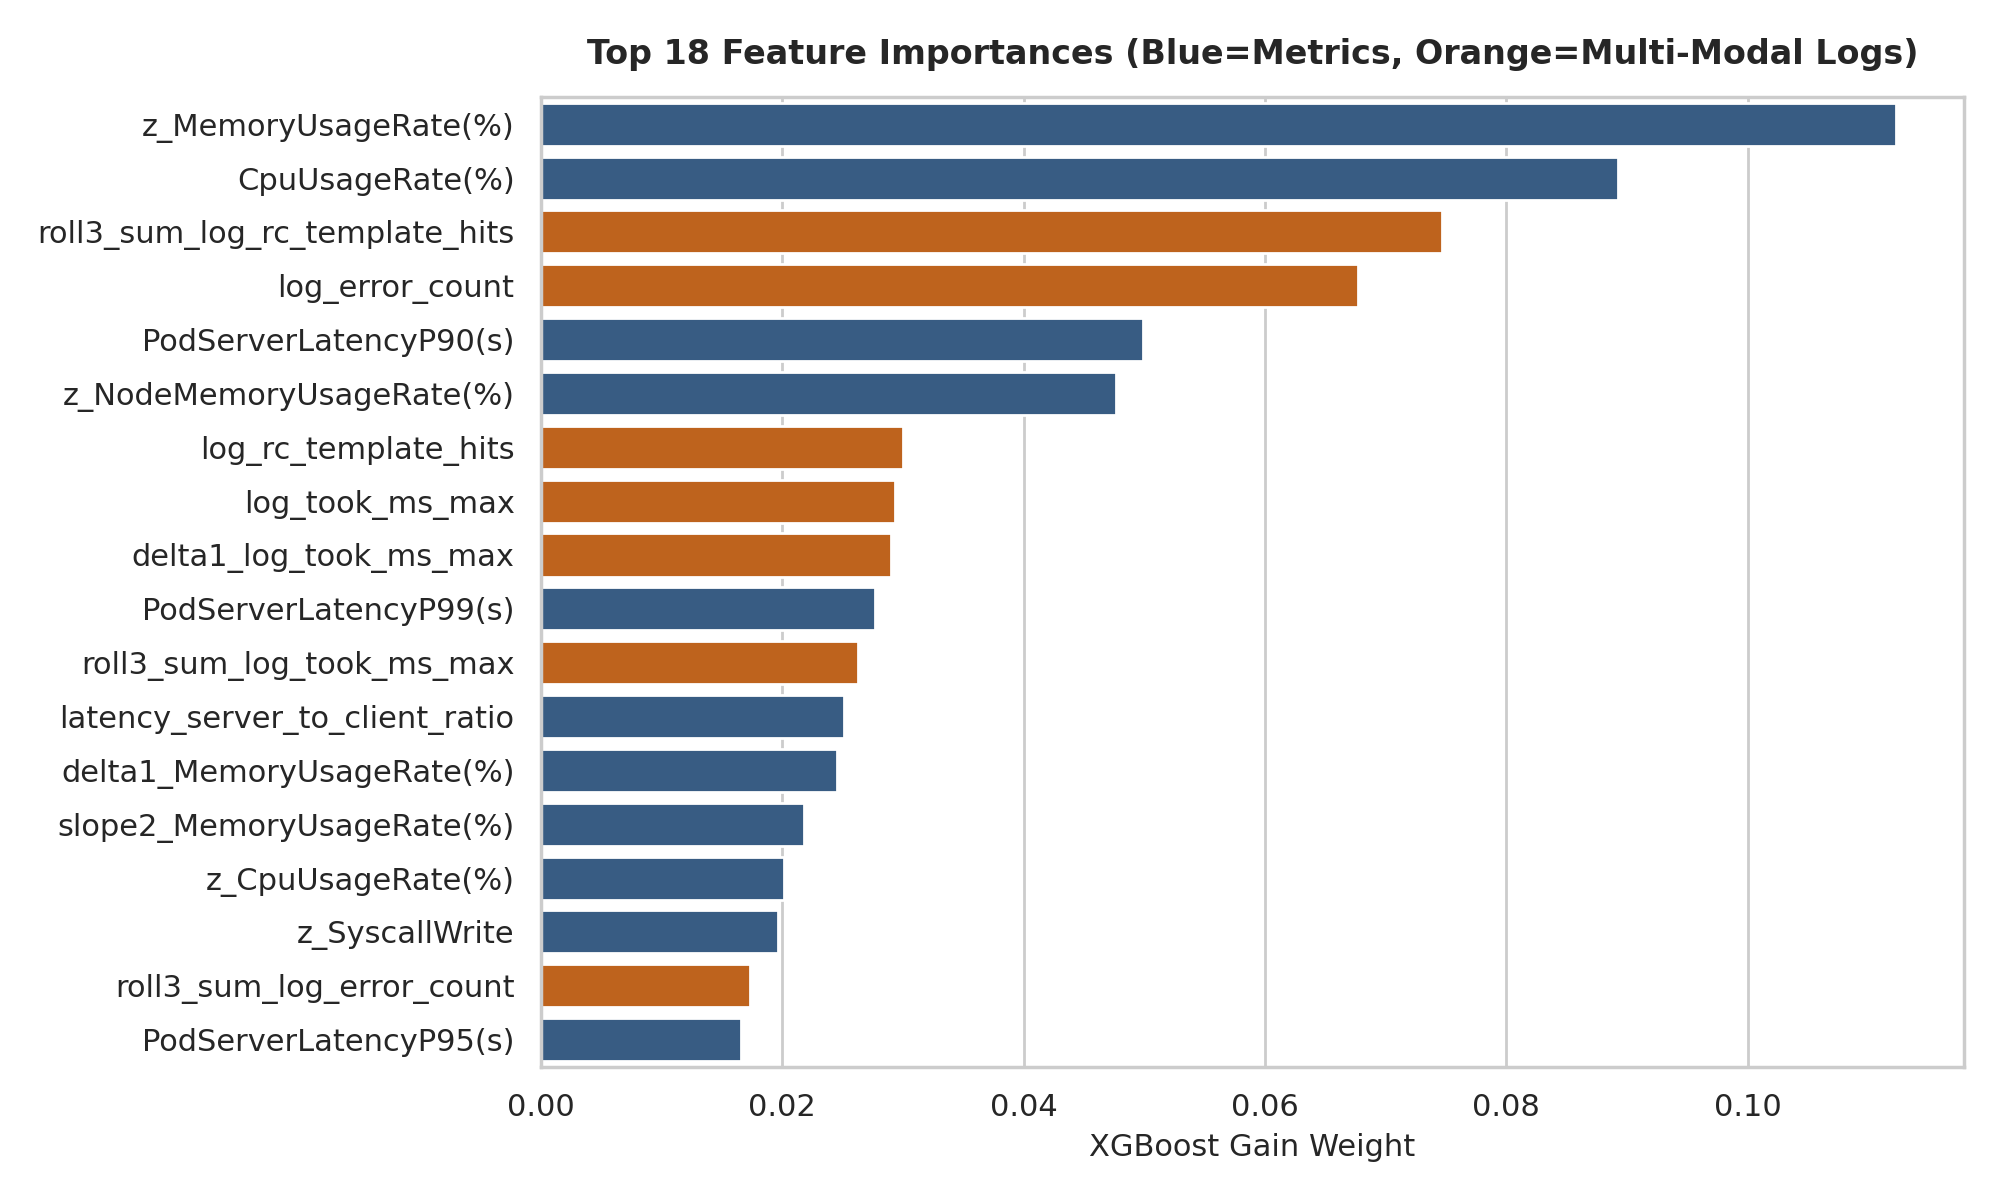 Top 18 Feature Importances (Blue=Metrics, Orange=Multi-Modal Logs)
z_MemoryUsageRate(%)
CpuUsageRate(%)
roll3_sum_log_rc_template_hits
log_error_count
PodServerLatencyP90(s)
z_NodeMemoryUsageRate(%)
log_rc_template_hits
log_took_ms_max
delta1_log_took_ms_max
PodServerLatencyP99(s)
roll3_sum_log_took_ms_max
latency_server_to_client_ratio
delta1_MemoryUsageRate(%)
slope2_MemoryUsageRate(%)
z_CpuUsageRate(%)
z_SyscallWrite
roll3_sum_log_error_count
PodServerLatencyP95(s)
0.00 0.02 0.04 0.06 0.08 0.10
XGBoost Gain Weight